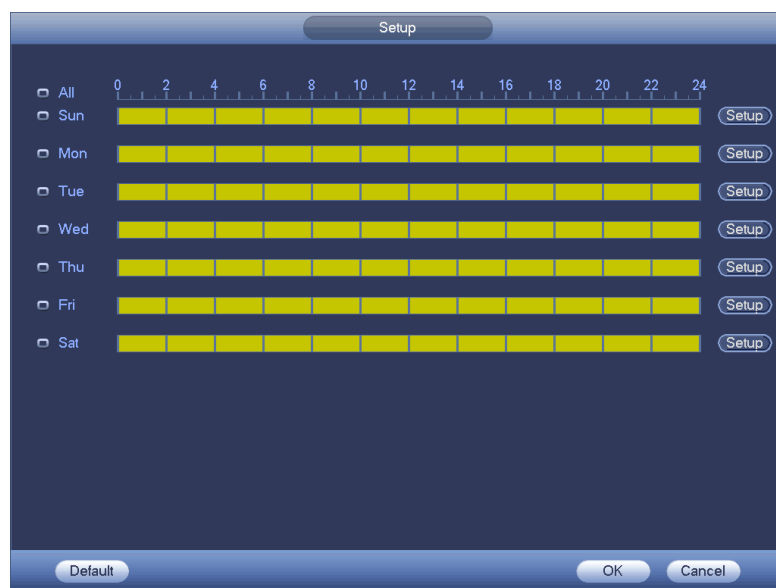 Setup
All 0 2 4 6 8 10 12 14 16 18 20 22 24
Sun Setup
Mon Setup
Tue Setup
Wed Setup
Thu Setup
Fri Setup
Sat Setup
Default OK Cancel